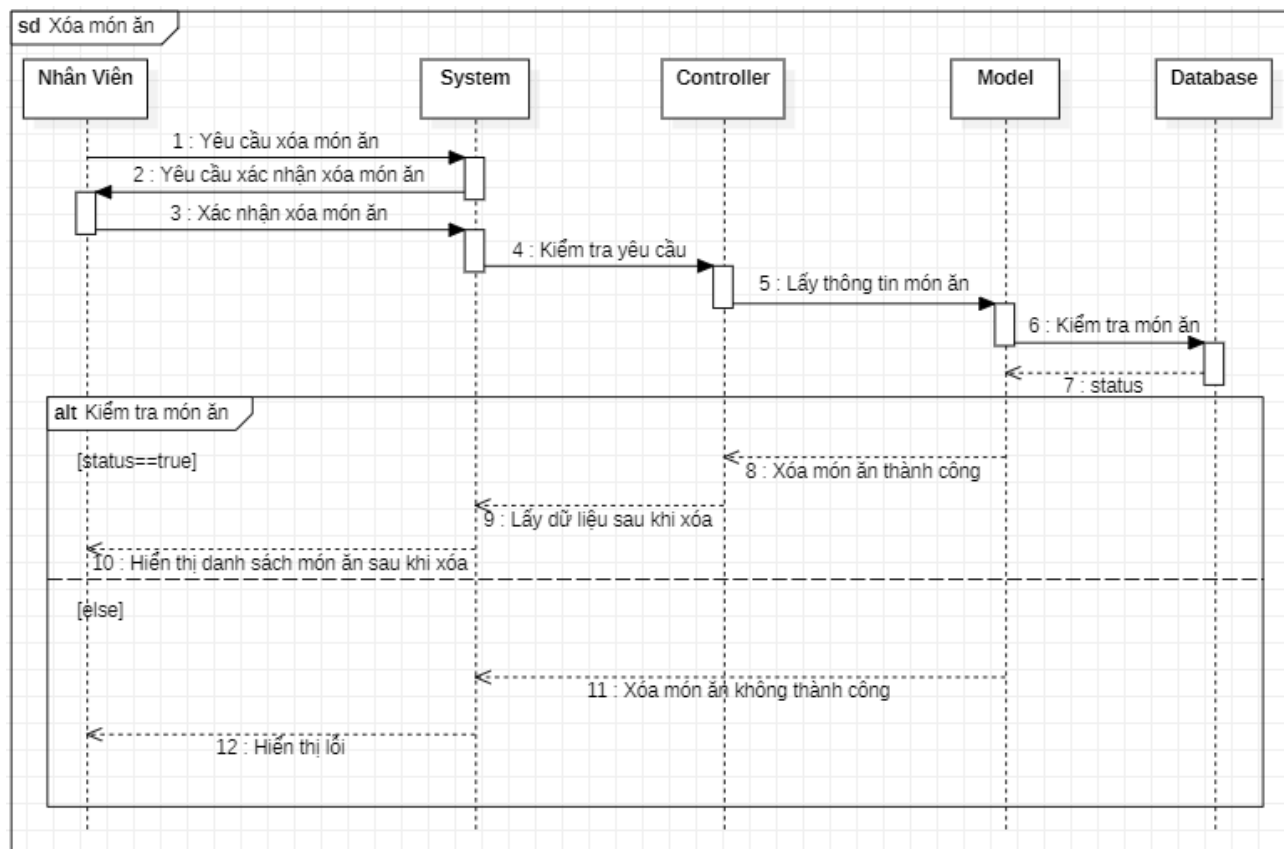 sd Xóa món ăn
Nhân Viên System Controller Model Database
1 : Yêu cầu xóa món ăn
2 : Yêu cầu xác nhận xóa món ăn
3 : Xác nhận xóa món ăn
4 : Kiểm tra yêu cầu
5 : Lấy thông tin món ăn
6 : Kiểm tra món ăn
7 : status
alt Kiểm tra món ăn
[status==true]
8 : Xóa món ăn thành công
9 : Lấy dữ liệu sau khi xóa
10 : Hiển thị danh sách món ăn sau khi xóa
[else]
11 : Xóa món ăn không thành công
12 : Hiển thị lỗi